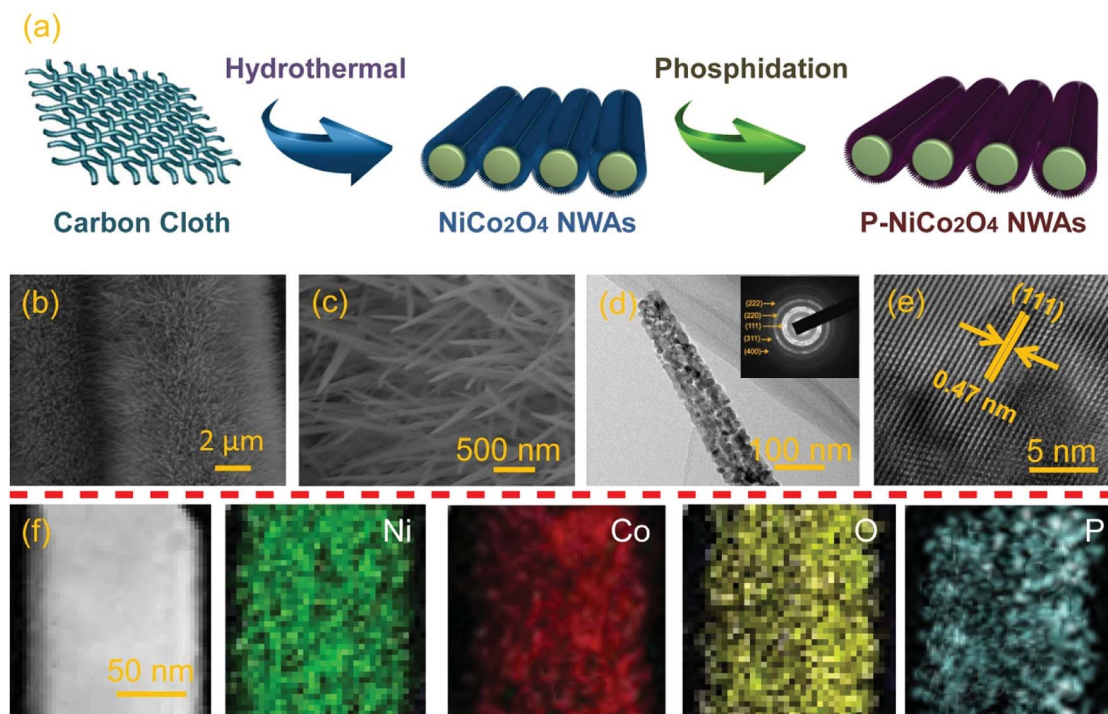 (a)
Hydrothermal
Phosphidation
Carbon Cloth
NiCo₂O₄ NWAs
P-NiCo₂O₄ NWAs
(b)
2 μm
(c)
500 nm
(d)
(222)
(220)
(111)
(311)
(400)
100 nm
(e)
(111)
0.47 nm
5 nm
(f)
50 nm
Ni
Co
O
P